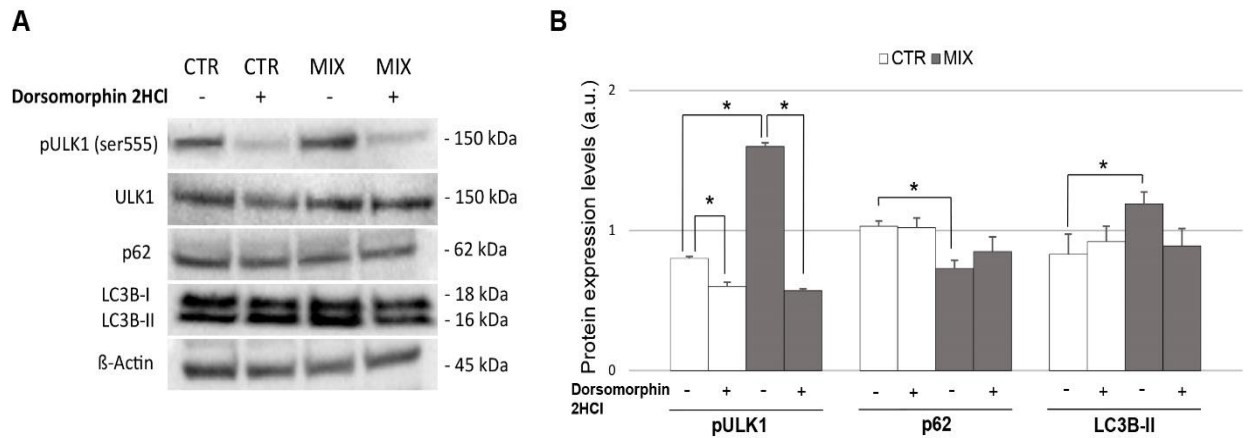 A
CTR CTR MIX MIX
Dorsomorphin 2HCl - + - +
pULK1 (ser555) - 150 kDa
ULK1 - 150 kDa
p62 - 62 kDa
LC3B-I - 18 kDa
LC3B-II - 16 kDa
ß-Actin - 45 kDa
B
CTR MIX
Protein expression levels (a.u.)
2
1
0
* * * * *
Dorsomorphin 2HCl - + - + - + - + - + - +
pULK1 p62 LC3B-II